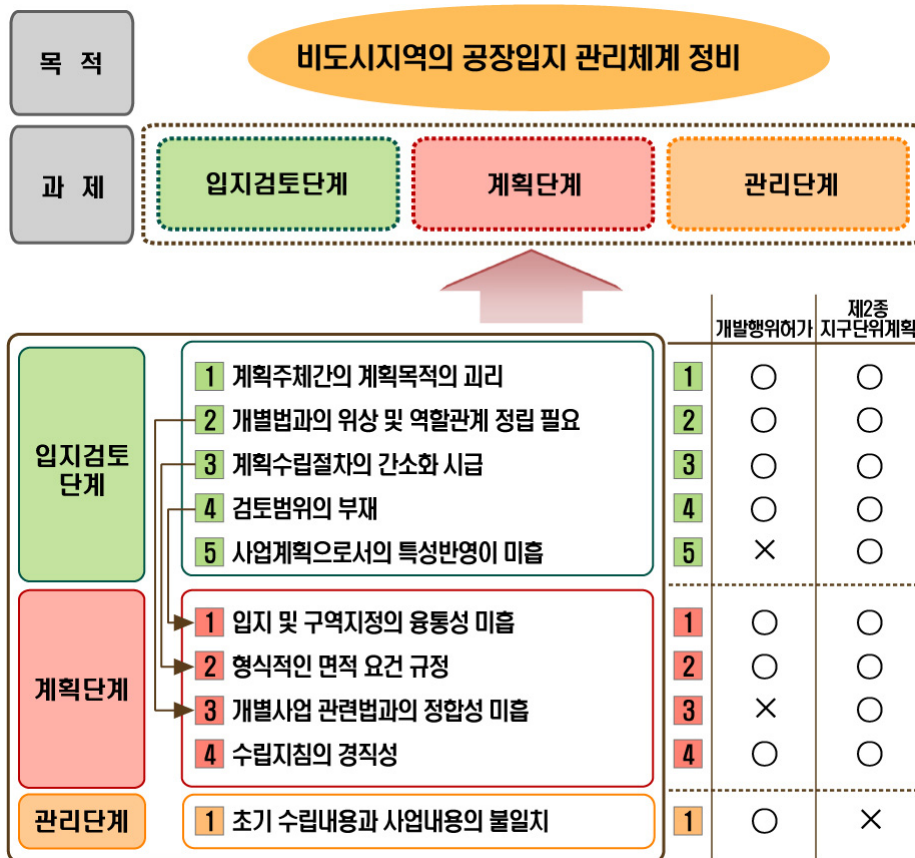 목 적
비도시지역의 공장입지 관리체계 정비
과 제
입지검토단계
계획단계
관리단계
개발행위허가
제2종
지구단위계획
입지검토
단계
1 계획주체간의 계획목적의 괴리 1 ○ ○
2 개별법과의 위상 및 역할관계 정립 필요 2 ○ ○
3 계획수립절차의 간소화 시급 3 ○ ○
4 검토범위의 부재 4 ○ ○
5 사업계획으로서의 특성반영이 미흡 5 × ○
계획단계
1 입지 및 구역지정의 융통성 미흡 1 ○ ○
2 형식적인 면적 요건 규정 2 ○ ○
3 개별사업 관련법과의 정합성 미흡 3 × ○
4 수립지침의 경직성 4 ○ ○
관리단계
1 초기 수립내용과 사업내용의 불일치 1 ○ ×